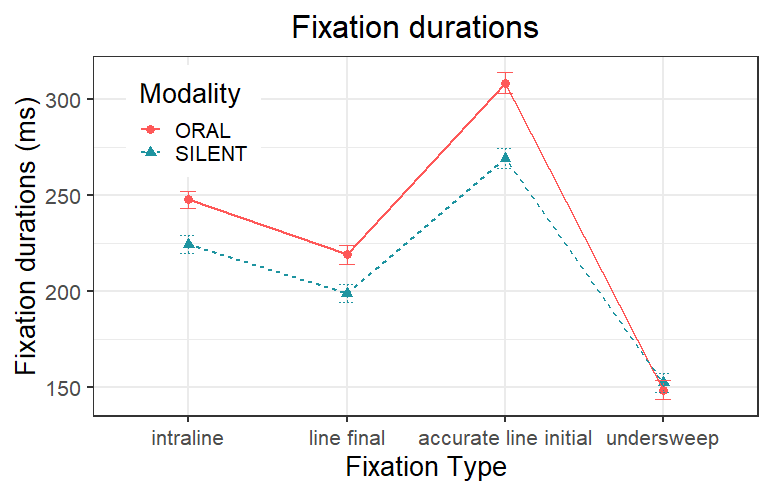 Fixation durations
Fixation durations (ms)
300
250
200
150
Modality
ORAL
SILENT
intraline line final accurate line initial undersweep
Fixation Type